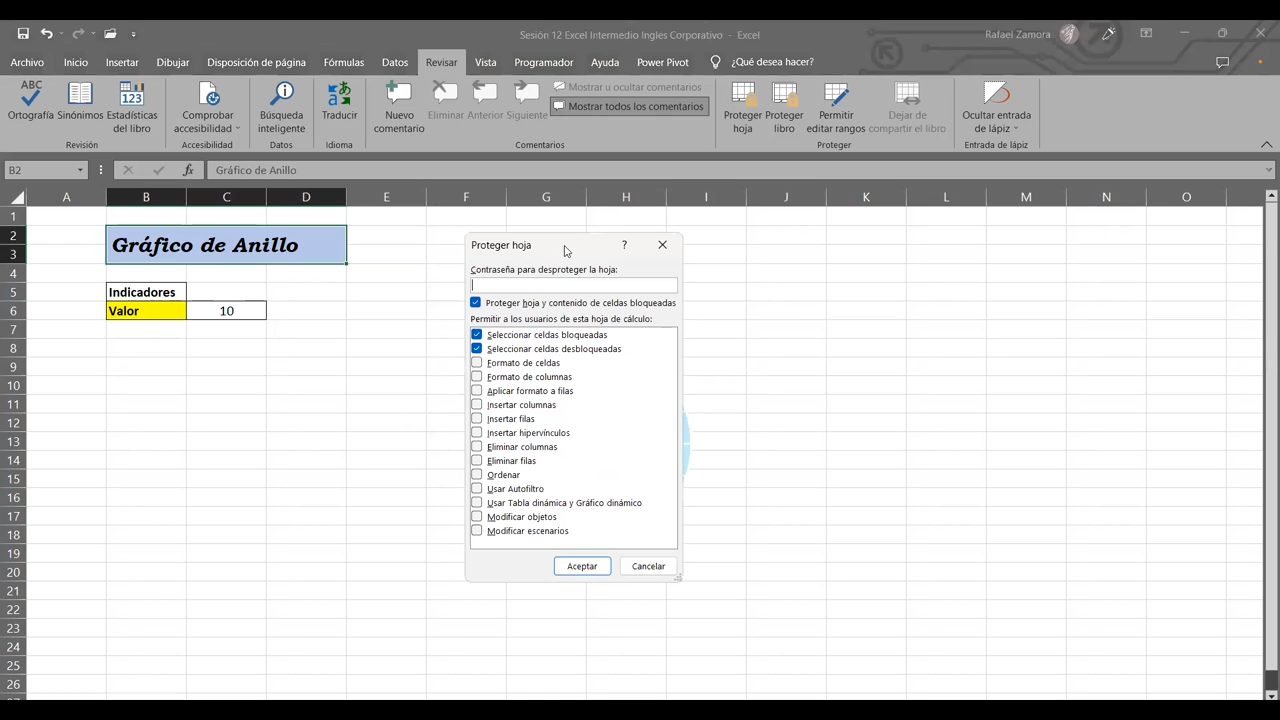 Sesión 12 Excel Intermedio Ingles Corporativo - Excel
Rafael Zamora
Archivo Inicio Insertar Dibujar Disposición de página Fórmulas Datos Revisar Vista Programador Ayuda Power Pivot ¿Qué desea hacer?
ABC
Ortografía
Sinónimos
123
Estadísticas
del libro
Revisión
Comprobar
accesibilidad
Accesibilidad
Búsqueda
inteligente
Datos
Traducir
Idioma
Nuevo
comentario
Eliminar
Anterior
Siguiente
Mostrar u ocultar comentarios
Mostrar todos los comentarios
Comentarios
Proteger
hoja
Proteger
libro
Permitir
editar rangos
Dejar de
compartir el libro
Proteger
Ocultar entrada
de lápiz
Entrada de lápiz
B2
fx
Gráfico de Anillo
A B C D E F G H I J K L M N O
1
2
3
4
5
6
7
8
9
10
11
12
13
14
15
16
17
18
19
20
21
22
23
24
25
26
Gráfico de Anillo
Indicadores
Valor 10
Proteger hoja ?
Contraseña para desproteger la hoja:
Proteger hoja y contenido de celdas bloqueadas
Permitir a los usuarios de esta hoja de cálculo:
Seleccionar celdas bloqueadas
Seleccionar celdas desbloqueadas
Formato de celdas
Formato de columnas
Aplicar formato a filas
Insertar columnas
Insertar filas
Insertar hipervínculos
Eliminar columnas
Eliminar filas
Ordenar
Usar Autofiltro
Usar Tabla dinámica y Gráfico dinámico
Modificar objetos
Modificar escenarios
Aceptar Cancelar